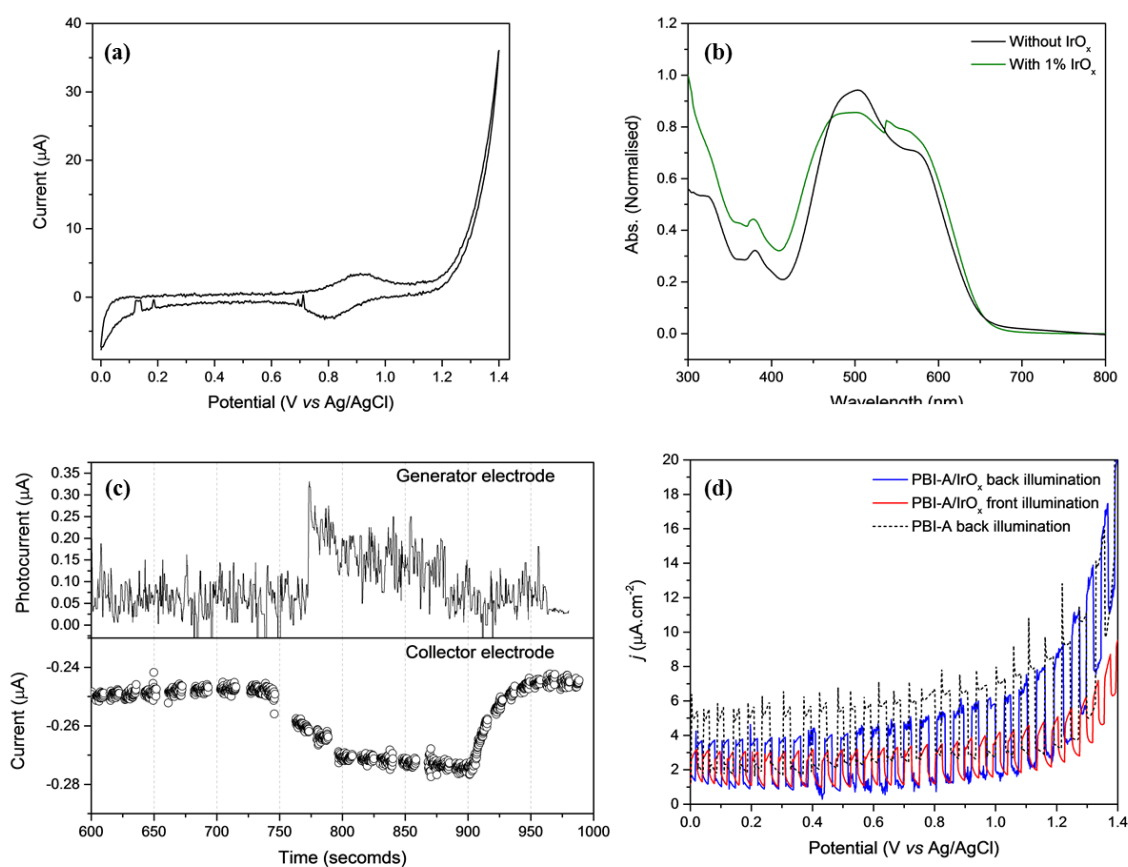 (a)
40
30
20
10
0
Current (µA)
0.0 0.2 0.4 0.6 0.8 1.0 1.2 1.4
Potential (V vs Ag/AgCl)
(b)
Without IrOₓ
With 1% IrOₓ
1.2
1.0
0.8
0.6
0.4
0.2
0.0
Abs. (Normalised)
300 400 500 600 700 800
Wavelength (nm)
(c)
Generator electrode
0.35
0.30
0.25
0.20
0.15
0.10
0.05
0.00
Photocurrent (µA)
Collector electrode
-0.24
-0.26
-0.28
Current (µA)
600 650 700 750 800 850 900 950 1000
Time (seconds)
(d)
PBI-A/IrOₓ back illumination
PBI-A/IrOₓ front illumination
PBI-A back illumination
20
18
16
14
12
10
8
6
4
2
0
j (µA.cm⁻²)
0.0 0.2 0.4 0.6 0.8 1.0 1.2 1.4
Potential (V vs Ag/AgCl)